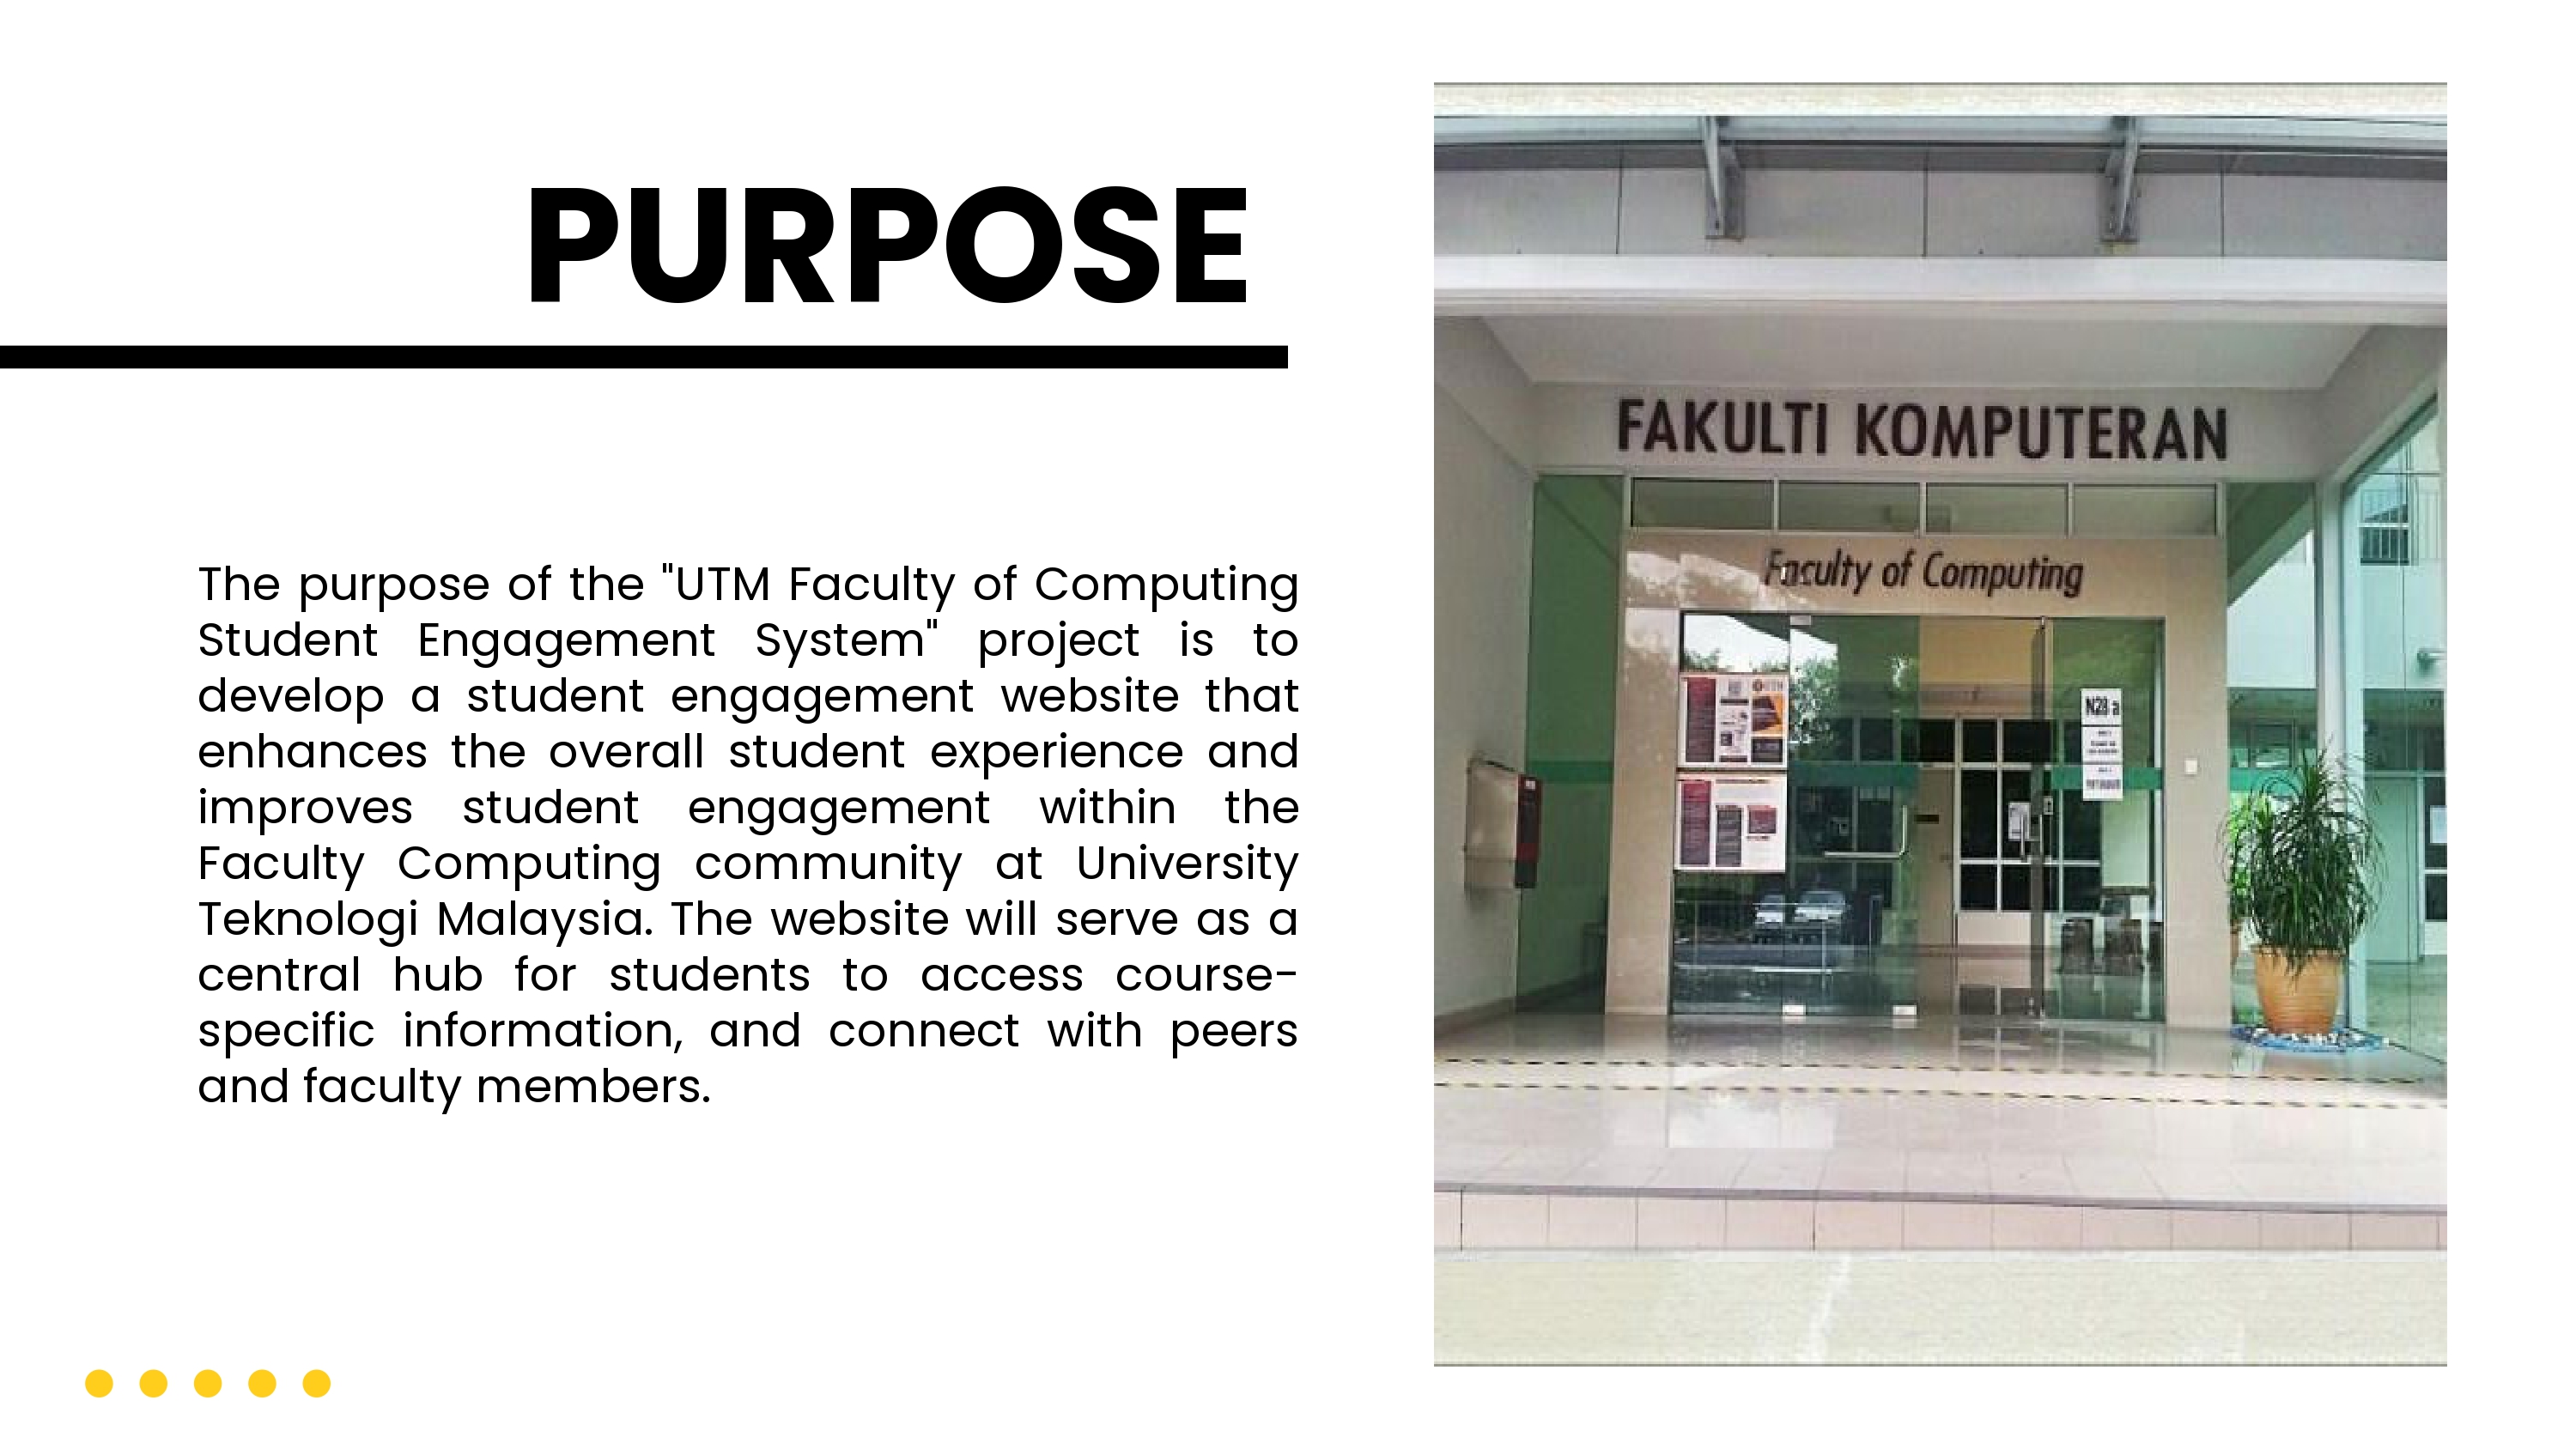 PURPOSE
The purpose of the "UTM Faculty of Computing
Student Engagement System" project is to
develop a student engagement website that
enhances the overall student experience and
improves student engagement within the
Faculty Computing community at University
Teknologi Malaysia. The website will serve as a
central hub for students to access course-
specific information, and connect with peers
and faculty members.
FAKULTI KOMPUTERAN
Faculty of Computing
N28 a